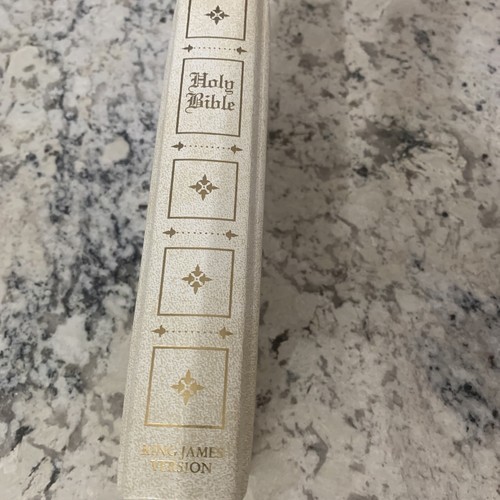 Holy
Bible
KING JAMES
VERSION